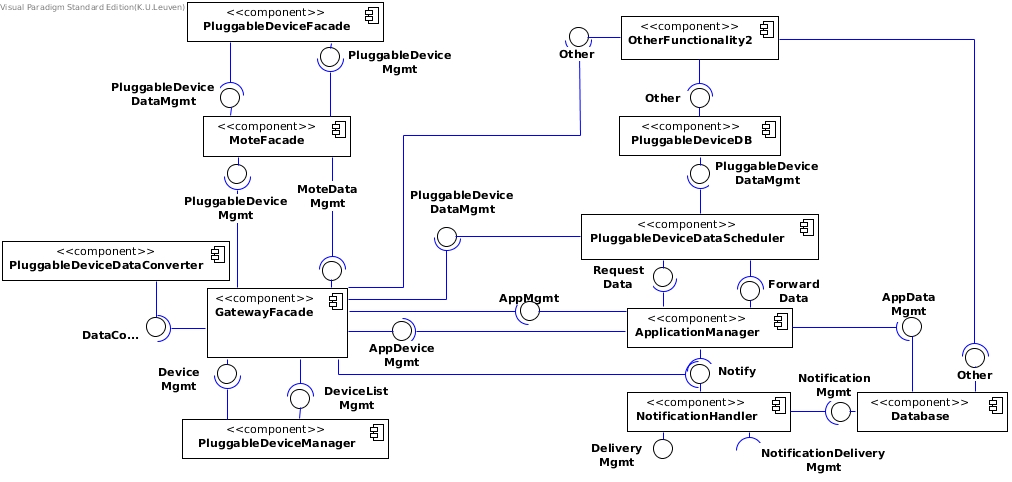 Visual Paradigm Standard Edition(K.U.Leuven)
<<component>>
PluggableDeviceFacade
<<component>>
OtherFunctionality2
Other
PluggableDevice
Mgmt
PluggableDevice
DataMgmt
Other
<<component>>
MoteFacade
<<component>>
PluggableDeviceDB
PluggableDevice
DataMgmt
MoteData
Mgmt
PluggableDevice
Mgmt
PluggableDevice
DataMgmt
<<component>>
PluggableDeviceDataScheduler
<<component>>
PluggableDeviceDataConverter
Request
Data
Forward
Data
<<component>>
GatewayFacade
AppMgmt
AppData
Mgmt
<<component>>
ApplicationManager
DataCo...
AppDevice
Mgmt
Device
Mgmt
Notify
Notification
Mgmt
Other
DeviceList
Mgmt
<<component>>
NotificationHandler
<<component>>
Database
<<component>>
PluggableDeviceManager
Delivery
Mgmt
NotificationDelivery
Mgmt